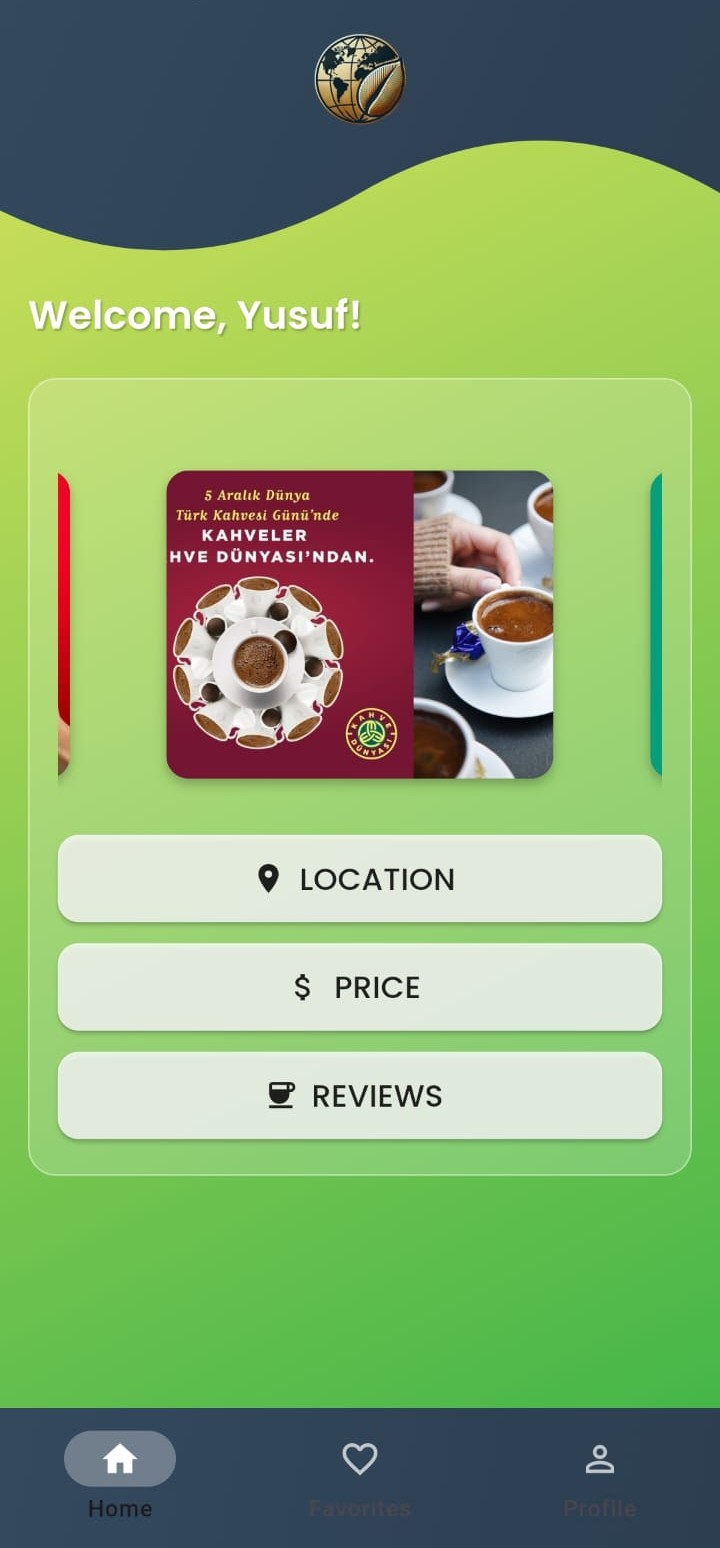 Welcome, Yusuf!
5 Aralık Dünya
Türk Kahvesi Günü'nde
KAHVELER
HVE DÜNYASI'NDAN.
KAHVE
DÜNYASI
LOCATION
$ PRICE
REVIEWS
Home
Favorites
Profile